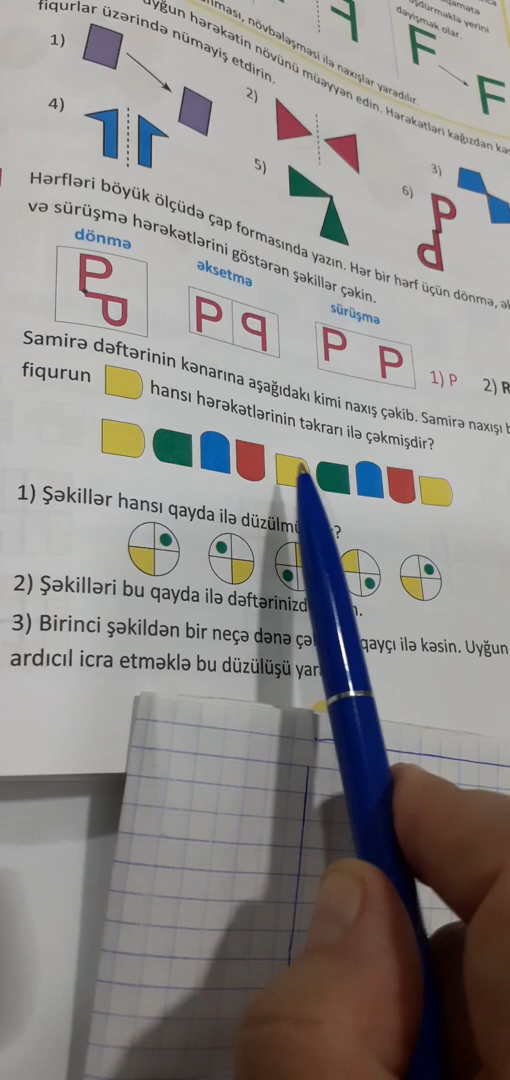 növbələşməsi ilə naxışlar yaradılır.
dəyişmək olar.
F F
uyğun hərəkətin növünü müəyyən edin. Hərəkətləri kağızdan
fiqurlar üzərində nümayiş etdirin.
1)
2)
3)
4)
5)
6)
P
Hərfləri böyük ölçüdə çap formasında yazın. Hər bir hərf üçün dönmə,
və sürüşmə hərəkətlərini göstərən şəkillər çəkin.
dönmə
əksetmə
sürüşmə
P
P
P P
1) P 2) R
Samirə dəftərinin kənarına aşağıdakı kimi naxış çəkib. Samirə naxışı
fiqurun hansı hərəkətlərinin təkrarı ilə çəkmişdir?
1) Şəkillər hansı qayda ilə ?
2) Şəkilləri bu qayda ilə
3) Birinci şəkildən bir neçə dənə qayçı ilə kəsin. Uyğun
ardıcıl icra etməklə bu düzülüşü